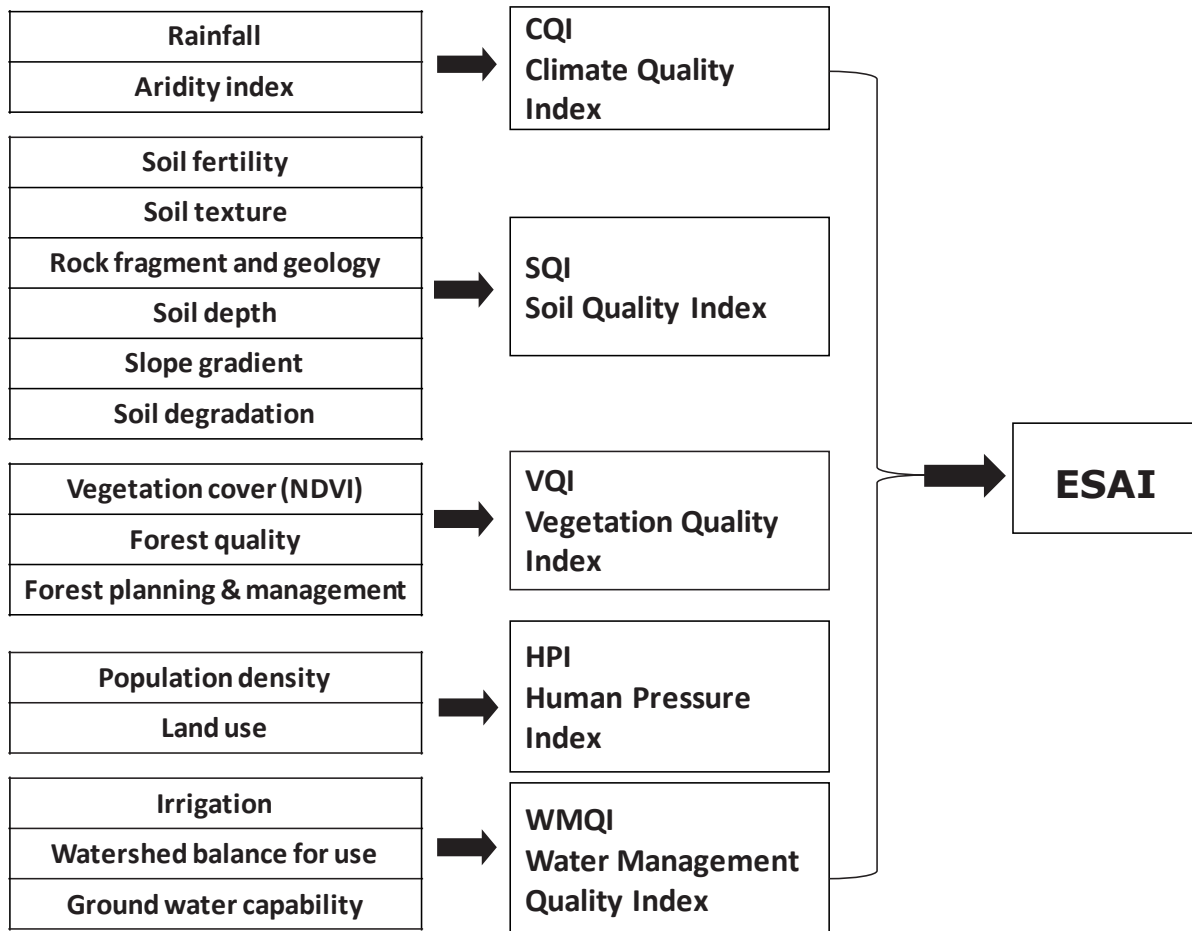 Rainfall
Aridity index
CQI
Climate Quality
Index
Soil fertility
Soil texture
Rock fragment and geology
Soil depth
Slope gradient
Soil degradation
SQI
Soil Quality Index
Vegetation cover (NDVI)
Forest quality
Forest planning & management
VQI
Vegetation Quality
Index
Population density
Land use
HPI
Human Pressure
Index
Irrigation
Watershed balance for use
Ground water capability
WMQI
Water Management
Quality Index
ESAI